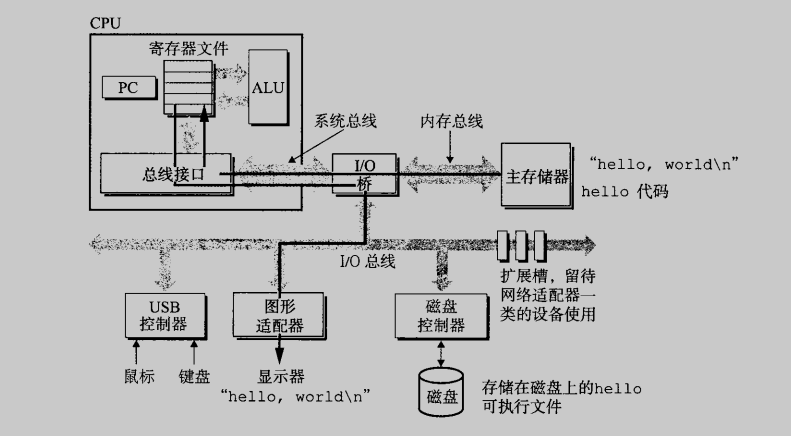 CPU
寄存器文件
PC
ALU
系统总线
内存总线
总线接口
I/O
桥
主存储器
“hello, world\n”
hello 代码
I/O 总线
扩展槽，留待
网络适配器一
类的设备使用
USB
控制器
图形
适配器
磁盘
控制器
鼠标
键盘
显示器
“hello, world\n”
磁盘
存储在磁盘上的hello
可执行文件